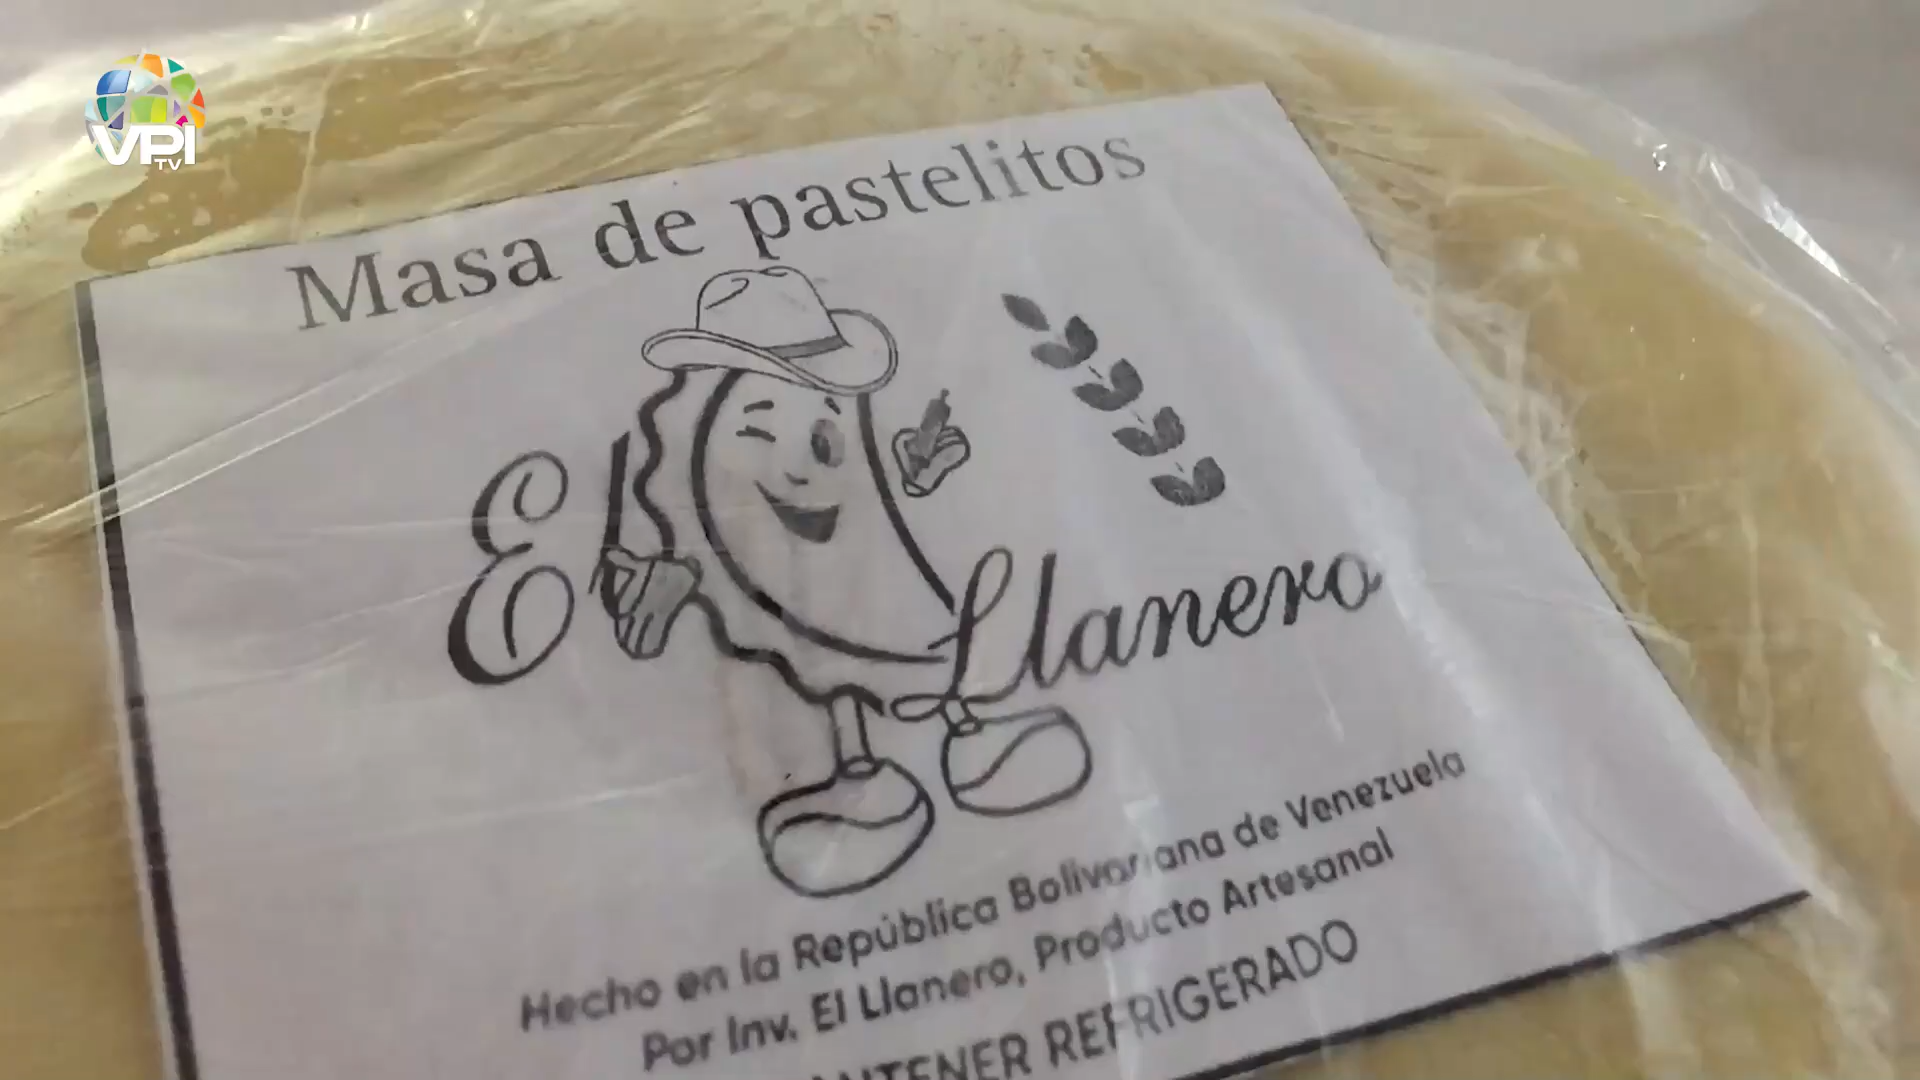 VPI
TV
Masa de pastelitos
El Llanero
Hecho en la República Bolivariana de Venezuela
Por Inv. El Llanero, Producto Artesanal
MANTENER REFRIGERADO